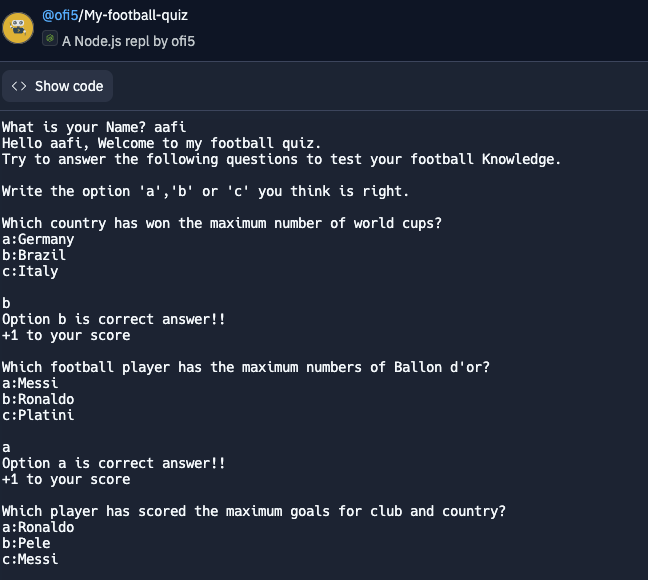 @ofi5/My-football-quiz
A Node.js repl by ofi5
<> Show code
What is your Name? aafi
Hello aafi, Welcome to my football quiz.
Try to answer the following questions to test your football Knowledge.
Write the option 'a','b' or 'c' you think is right.
Which country has won the maximum number of world cups?
a:Germany
b:Brazil
c:Italy
b
Option b is correct answer!!
+1 to your score
Which football player has the maximum numbers of Ballon d'or?
a:Messi
b:Ronaldo
c:Platini
a
Option a is correct answer!!
+1 to your score
Which player has scored the maximum goals for club and country?
a:Ronaldo
b:Pele
c:Messi